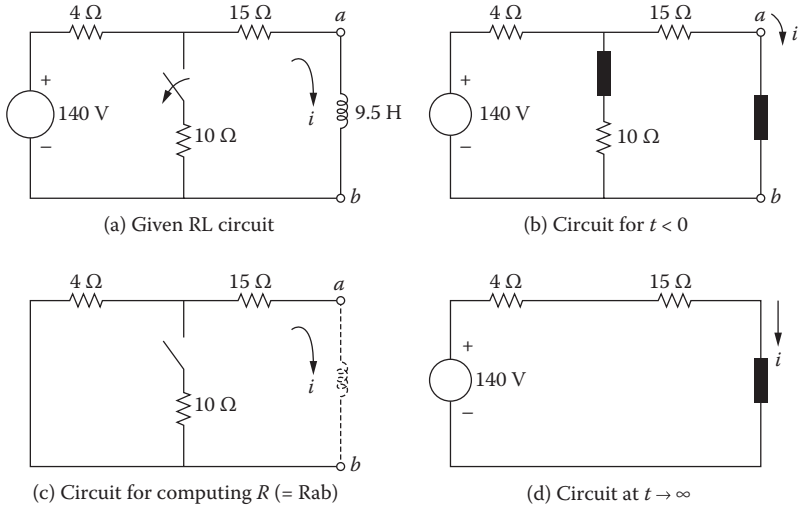 4 Ω 15 Ω a
+
140 V
−
10 Ω
i
9.5 H
b
(a) Given RL circuit
4 Ω 15 Ω a
i
+
140 V
−
10 Ω
b
(b) Circuit for t < 0
4 Ω 15 Ω a
10 Ω
i
b
(c) Circuit for computing R (= Rab)
4 Ω 15 Ω
+
140 V
−
i
(d) Circuit at t → ∞